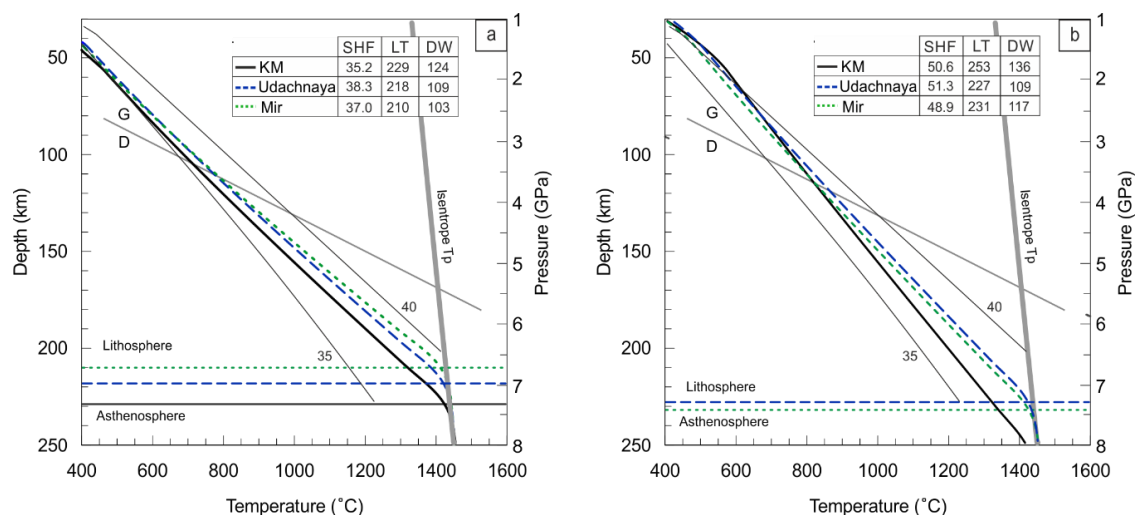 a
SHF LT DW
KM 35.2 229 124
Udachnaya 38.3 218 109
Mir 37.0 210 103
G
D
Isentrope Tp
40
35
Lithosphere
Asthenosphere
50
100
150
200
250
Depth (km)
1
2
3
4
5
6
7
8
Pressure (GPa)
400 600 800 1000 1200 1400 1600
Temperature (˚C)
b
SHF LT DW
KM 50.6 253 136
Udachnaya 51.3 227 109
Mir 48.9 231 117
G
D
Isentrope Tp
40
35
Lithosphere
Asthenosphere
50
100
150
200
250
Depth (km)
1
2
3
4
5
6
7
8
Pressure (GPa)
400 600 800 1000 1200 1400 1600
Temperature (˚C)